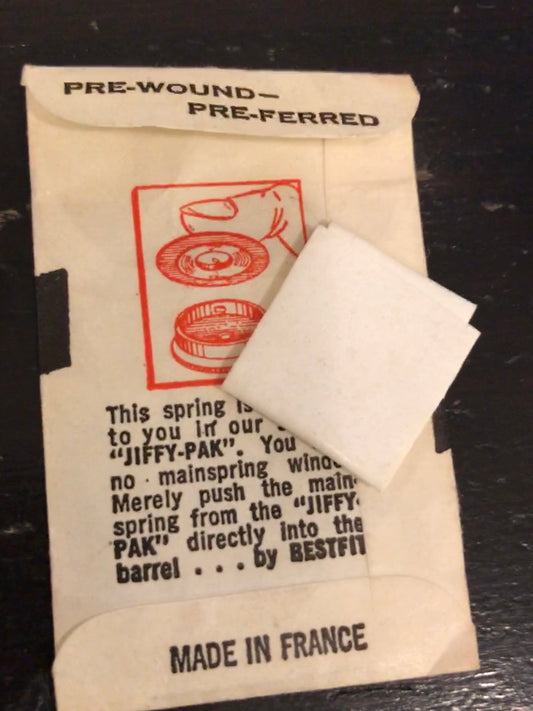 PRE-WOUND—
PRE-FERRED
This spring is
to you in our
"JIFFY-PAK". You
no mainspring
Merely push the main-
spring from the "JIFFY-
PAK" directly into the
barrel . . . by BESTFIT
MADE IN FRANCE